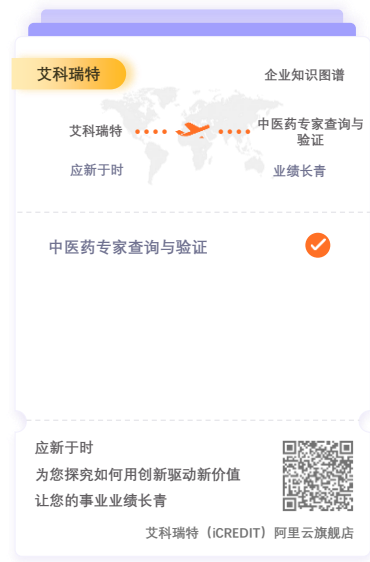 艾科瑞特
企业知识图谱
艾科瑞特
中医药专家查询与
验证
应新于时
业绩长青
中医药专家查询与验证
应新于时
为您探究如何用创新驱动新价值
让您的事业业绩长青
艾科瑞特（iCREDIT）阿里云旗舰店